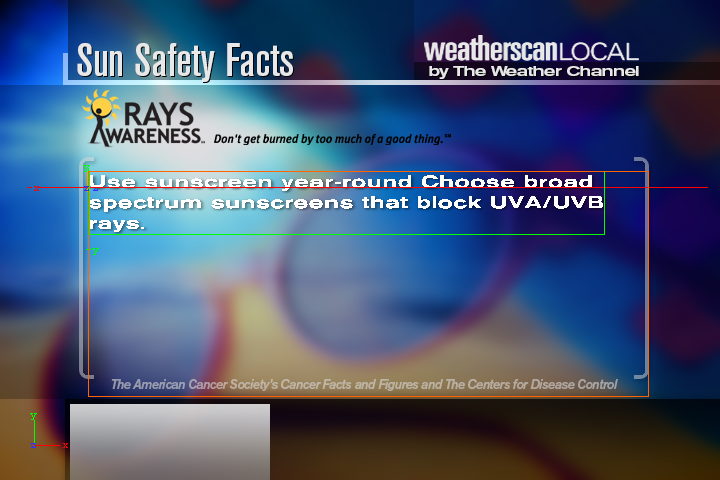 Sun Safety Facts
weatherscanLOCAL
by The Weather Channel
RAYS
AWARENESS™ Don't get burned by too much of a good thing.℠
Use sunscreen year-round Choose broad
spectrum sunscreens that block UVA/UVB
rays.
The American Cancer Society's Cancer Facts and Figures and The Centers for Disease Control
x
y
y
x